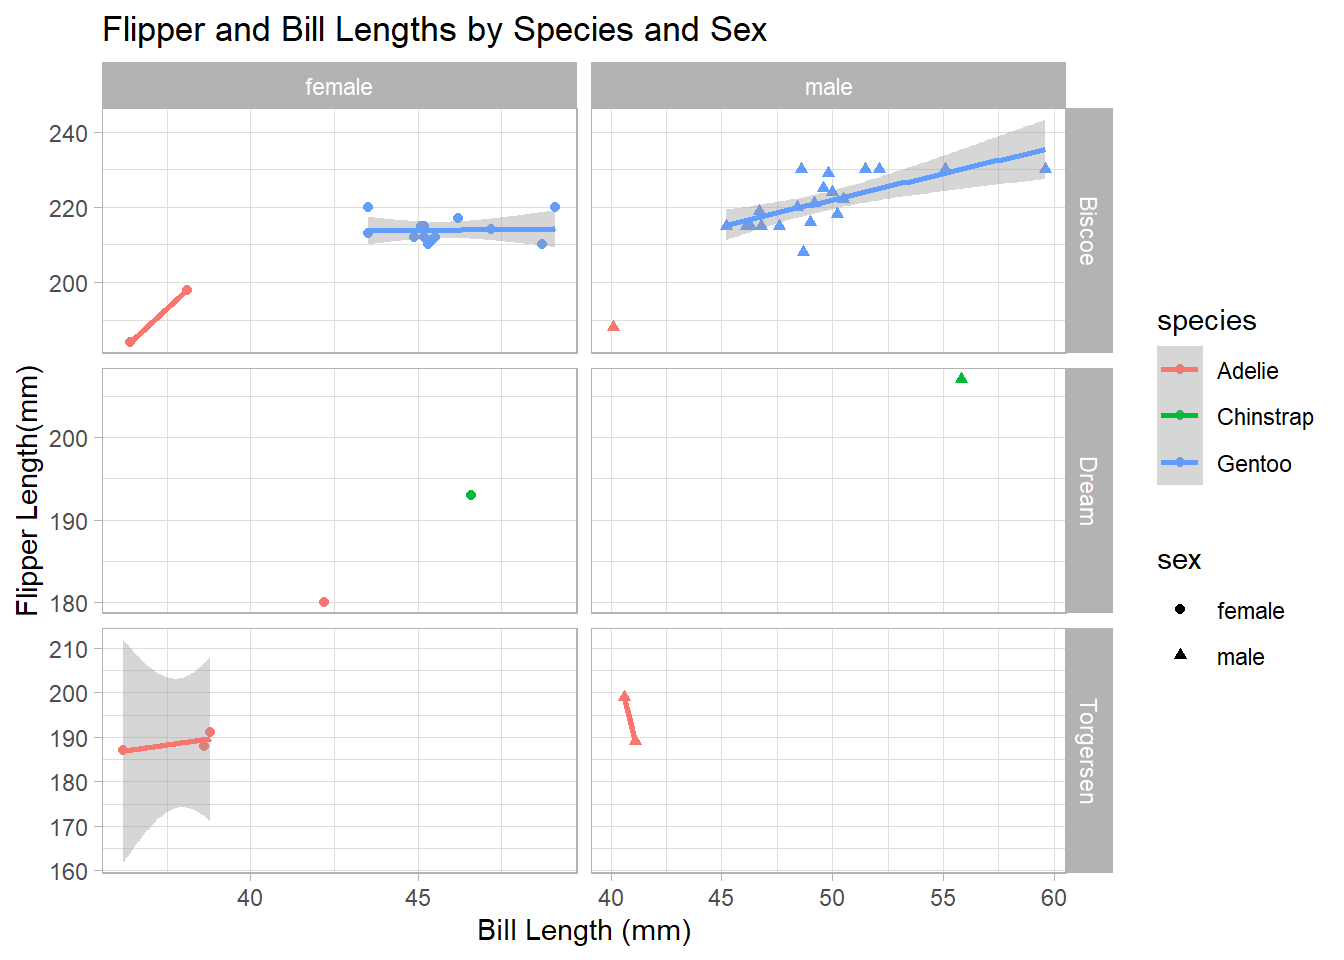 Flipper and Bill Lengths by Species and Sex
female
male
240
220
200
Biscoe
200
190
180
Dream
210
200
190
180
170
160
Torgersen
40
45
40
45
50
55
60
Bill Length (mm)
Flipper Length(mm)
species
Adelie
Chinstrap
Gentoo
sex
female
male